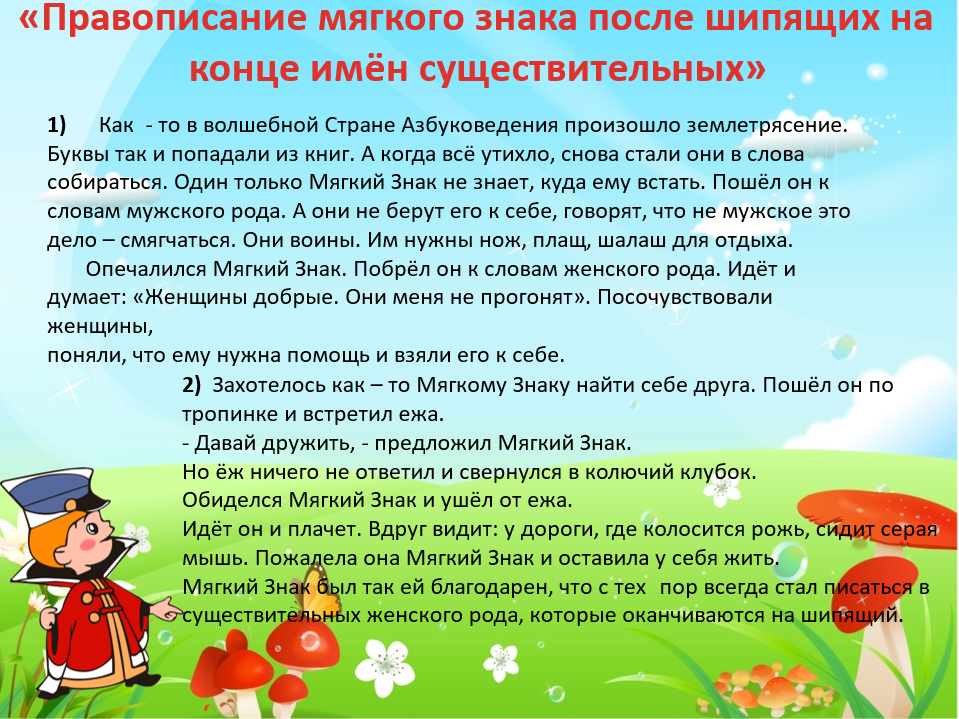 «Правописание мягкого знака после шипящих на
конце имён существительных»
1) Как - то в волшебной Стране Азбуковедения произошло землетрясение.
Буквы так и попадали из книг. А когда всё утихло, снова стали они в слова
собираться. Один только Мягкий Знак не знает, куда ему встать. Пошёл он к
словам мужского рода. А они не берут его к себе, говорят, что не мужское это
дело – смягчаться. Они воины. Им нужны нож, плащ, шалаш для отдыха.
Опечалился Мягкий Знак. Побрёл он к словам женского рода. Идёт и
думает: «Женщины добрые. Они меня не прогонят». Посочувствовали
женщины,
поняли, что ему нужна помощь и взяли его к себе.
2) Захотелось как – то Мягкому Знаку найти себе друга. Пошёл он по
тропинке и встретил ежа.
- Давай дружить, - предложил Мягкий Знак.
Но ёж ничего не ответил и свернулся в колючий клубок.
Обиделся Мягкий Знак и ушёл от ежа.
Идёт он и плачет. Вдруг видит: у дороги, где колосится рожь, сидит серая
мышь. Пожалела она Мягкий Знак и оставила у себя жить.
Мягкий Знак был так ей благодарен, что с тех пор всегда стал писаться в
существительных женского рода, которые оканчиваются на шипящий.